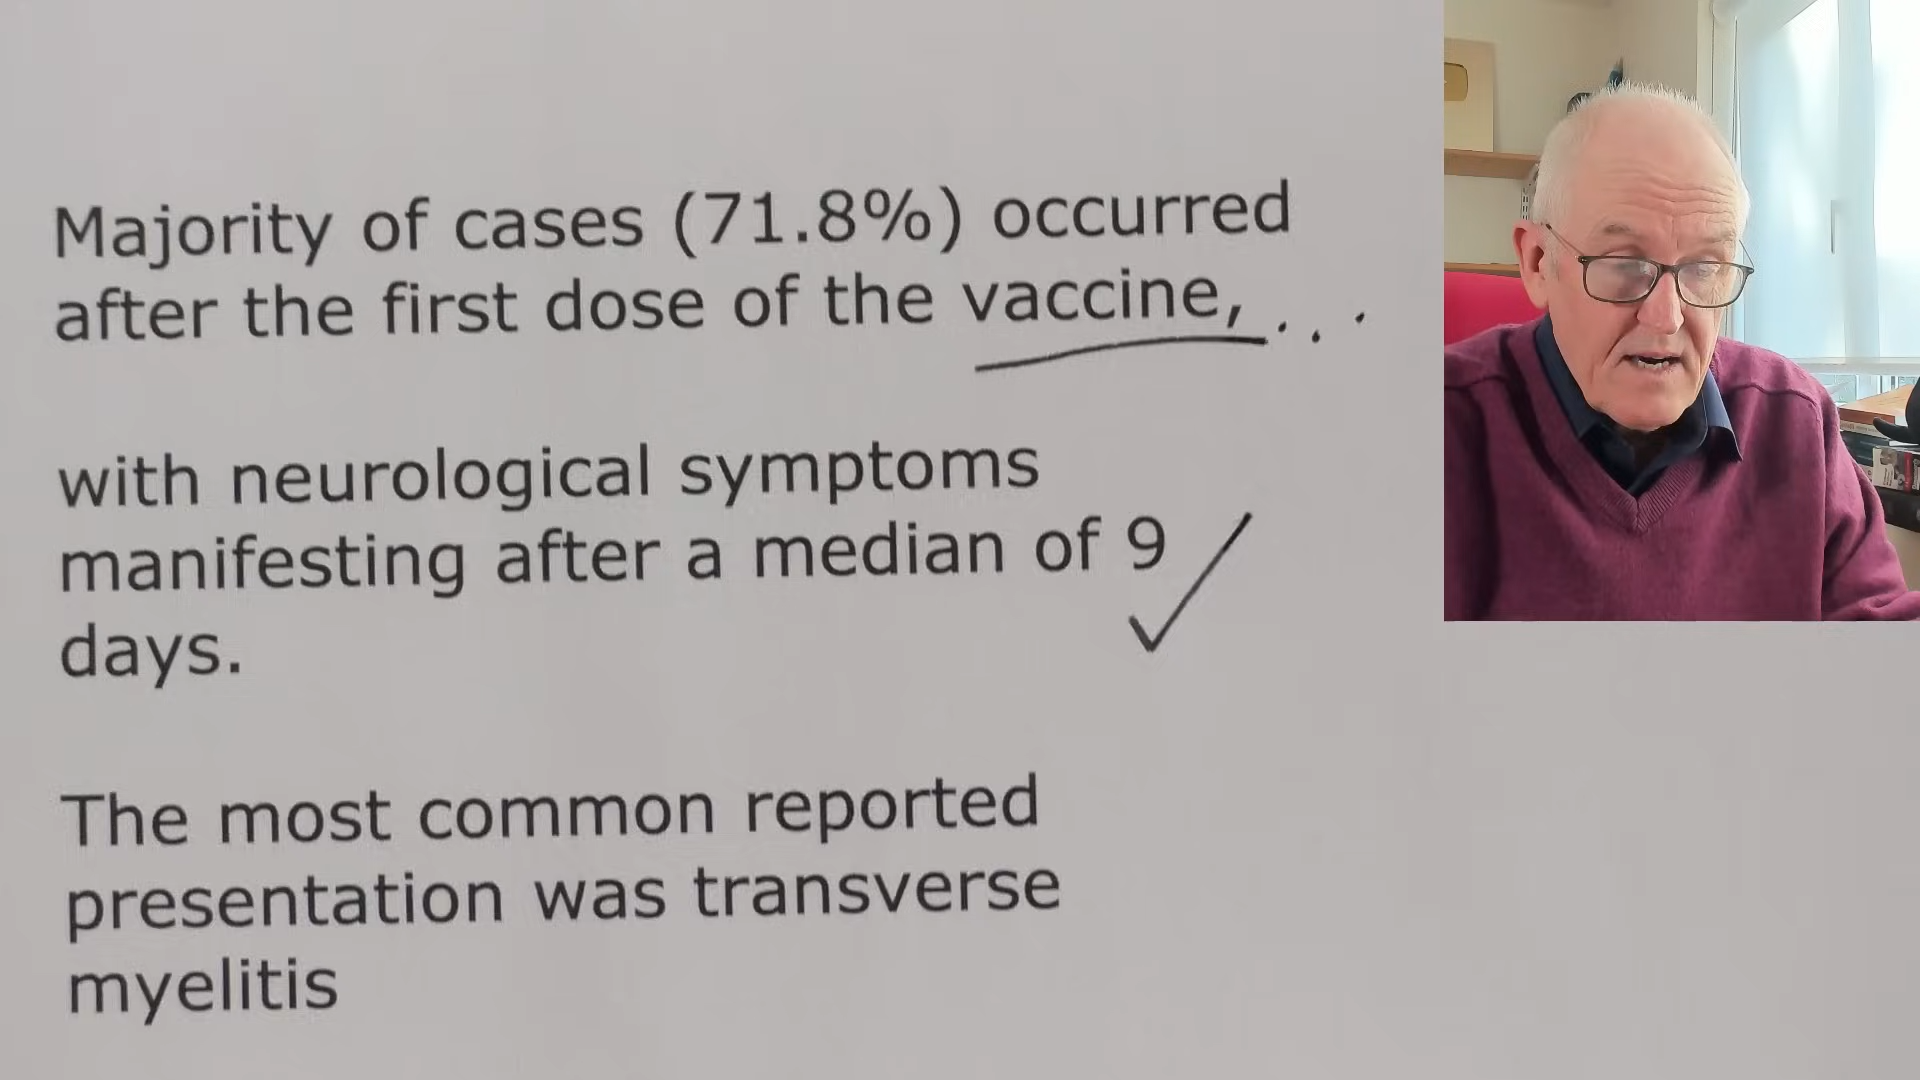 Majority of cases (71.8%) occurred
after the first dose of the vaccine, . . .
with neurological symptoms
manifesting after a median of 9
days.
The most common reported
presentation was transverse
myelitis